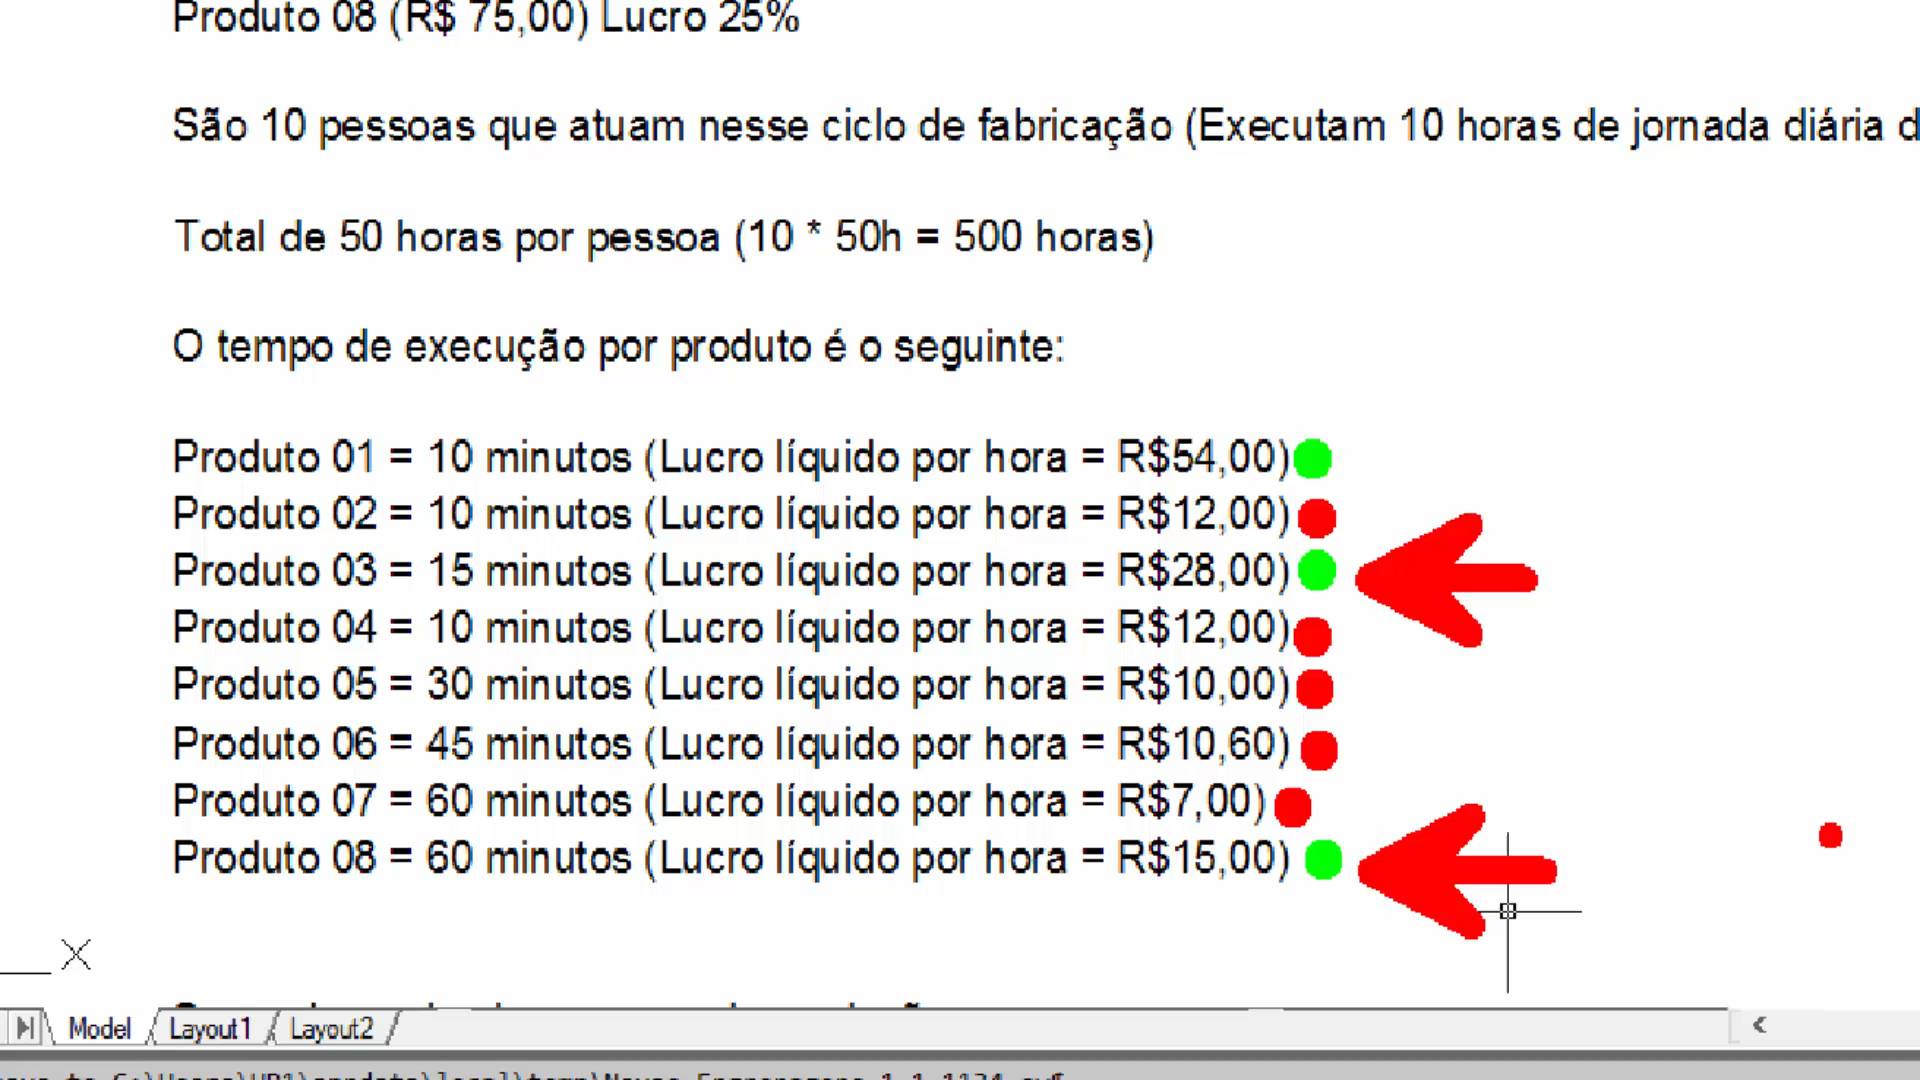 Produto 08 (R$ 75,00) Lucro 25%
São 10 pessoas que atuam nesse ciclo de fabricação (Executam 10 horas de jornada diária d
Total de 50 horas por pessoa (10 * 50h = 500 horas)
O tempo de execução por produto é o seguinte:
Produto 01 = 10 minutos (Lucro líquido por hora = R$54,00)
Produto 02 = 10 minutos (Lucro líquido por hora = R$12,00)
Produto 03 = 15 minutos (Lucro líquido por hora = R$28,00)
Produto 04 = 10 minutos (Lucro líquido por hora = R$12,00)
Produto 05 = 30 minutos (Lucro líquido por hora = R$10,00)
Produto 06 = 45 minutos (Lucro líquido por hora = R$10,60)
Produto 07 = 60 minutos (Lucro líquido por hora = R$7,00)
Produto 08 = 60 minutos (Lucro líquido por hora = R$15,00)
X
Model Layout1 Layout2